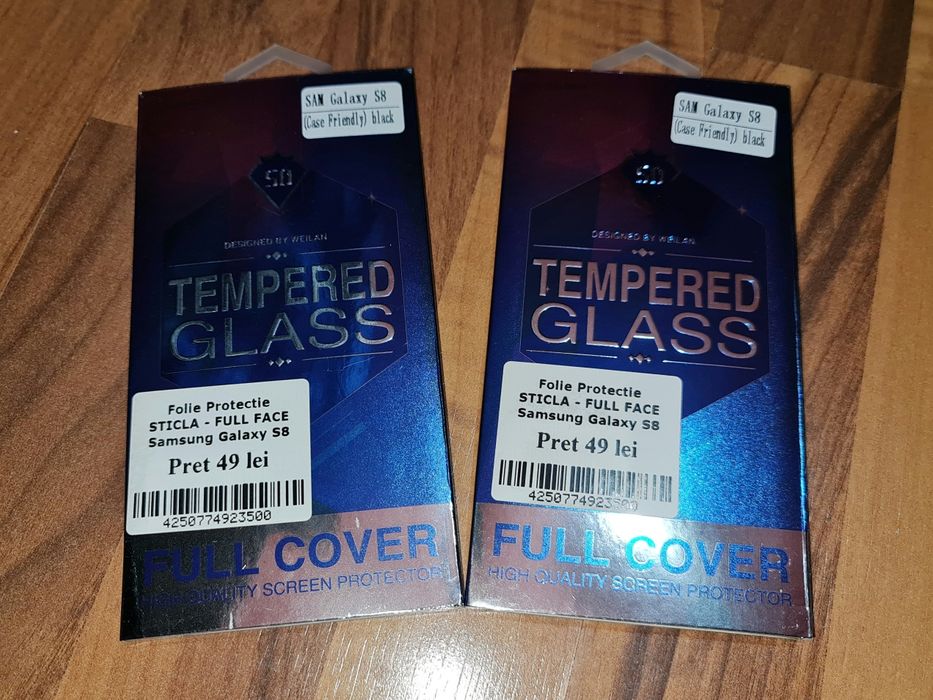 SAM Galaxy S8
(Case Friendly) black
5D
DESIGNED BY WEILAN
TEMPERED
GLASS
Folie Protectie
STICLA - FULL FACE
Samsung Galaxy S8
Pret 49 lei
4250774923500
FULL COVER
HIGH QUALITY SCREEN PROTECTOR
SAM Galaxy S8
(Case Friendly) black
5D
DESIGNED BY WEILAN
TEMPERED
GLASS
Folie Protectie
STICLA - FULL FACE
Samsung Galaxy S8
Pret 49 lei
4250774923500
FULL COVER
HIGH QUALITY SCREEN PROTECTOR